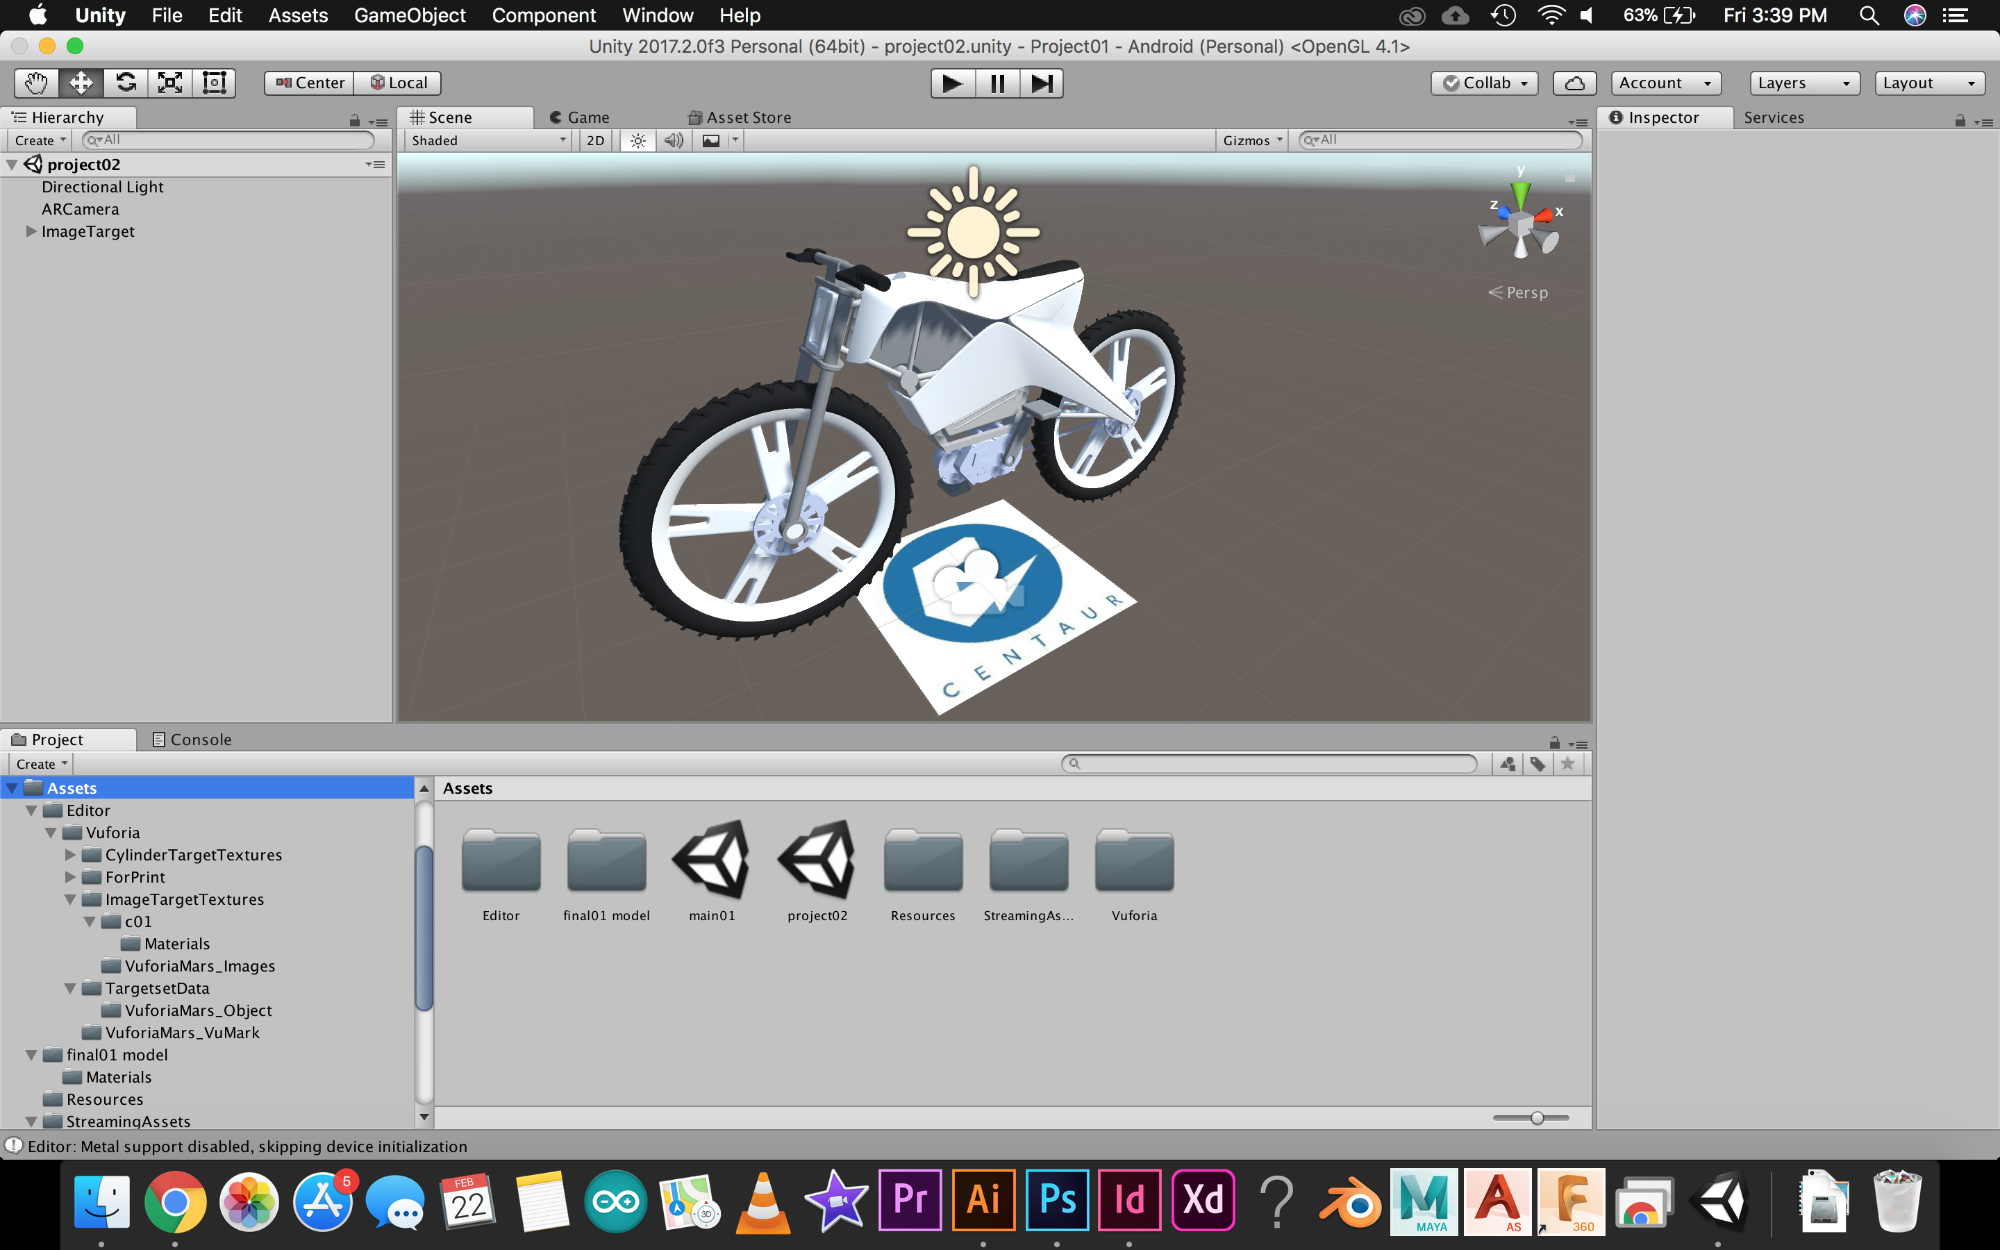 Unity File Edit Assets GameObject Component Window Help 63% Fri 3:39 PM
Unity 2017.2.0f3 Personal (64bit) - project02.unity - Project01 - Android (Personal) <OpenGL 4.1>
Center Local Collab Account Layers Layout
Hierarchy
Create All
project02
Directional Light
ARCamera
ImageTarget
Scene Game Asset Store
Shaded 2D Gizmos All
y
z x
Persp
CENTAUR
Inspector Services
Project Console
Create
Assets
Editor
Vuforia
CylinderTargetTextures
ForPrint
ImageTargetTextures
c01
Materials
VuforiaMars_Images
TargetsetData
VuforiaMars_Object
VuforiaMars_VuMark
final01 model
Materials
Resources
StreamingAssets
Assets
Editor final01 model main01 project02 Resources StreamingAs... Vuforia
Editor: Metal support disabled, skipping device initialization
5
FEB
22
3D
Pr Ai Ps Id Xd ?
M
MAYA
A
AS
F
360